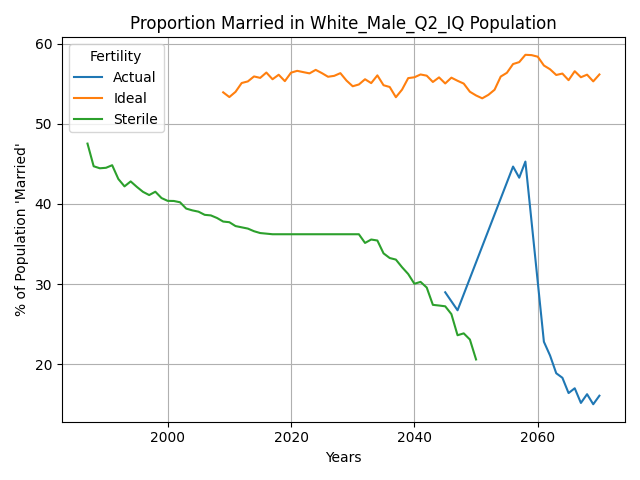 Proportion Married in White_Male_Q2_IQ Population
Fertility
Actual
Ideal
Sterile
% of Population 'Married'
60
50
40
30
20
2000
2020
2040
2060
Years